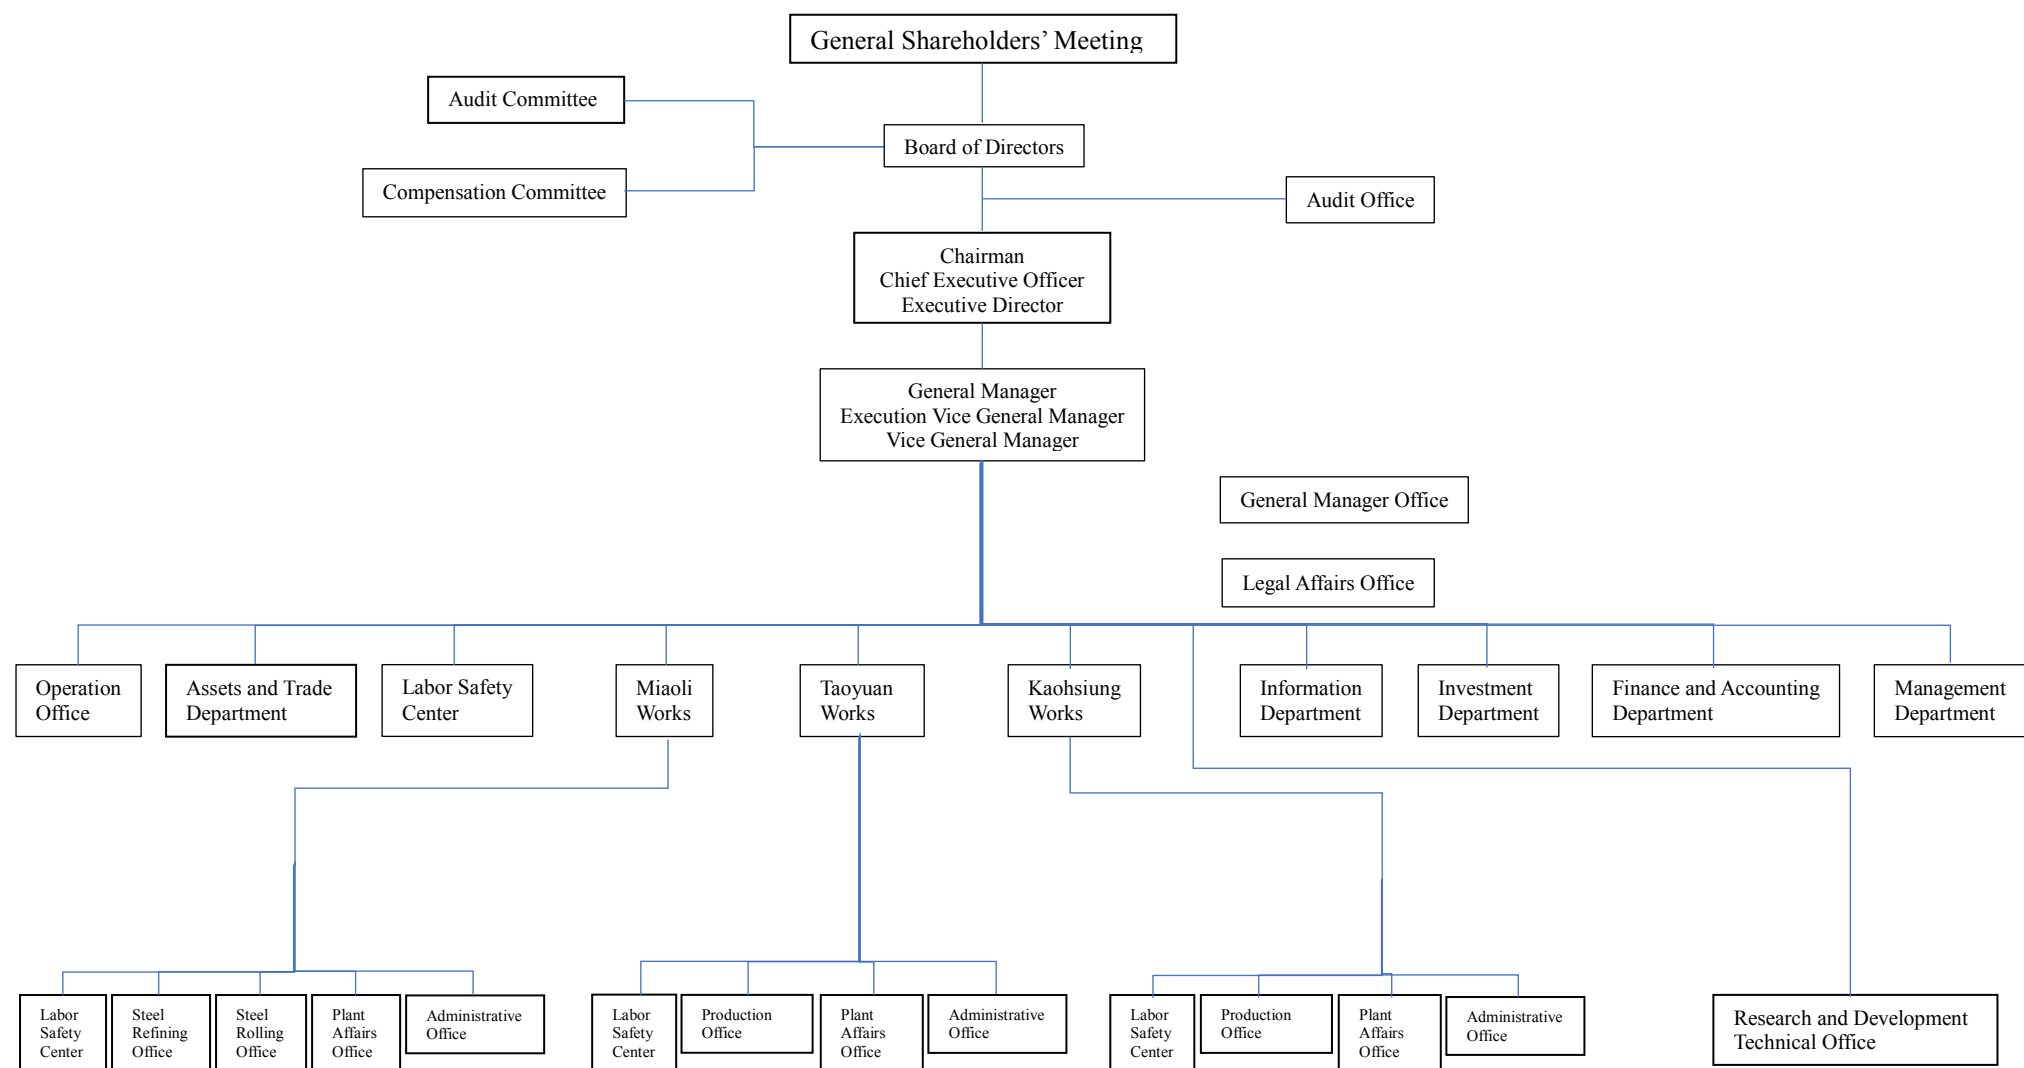 General Shareholders’ Meeting
Audit Committee
Board of Directors
Compensation Committee
Audit Office
Chairman
Chief Executive Officer
Executive Director
General Manager
Execution Vice General Manager
Vice General Manager
General Manager Office
Legal Affairs Office
Operation
Office
Assets and Trade
Department
Labor Safety
Center
Miaoli
Works
Taoyuan
Works
Kaohsiung
Works
Information
Department
Investment
Department
Finance and Accounting
Department
Management
Department
Labor
Safety
Center
Steel
Refining
Office
Steel
Rolling
Office
Plant
Affairs
Office
Administrative
Office
Labor
Safety
Center
Production
Office
Plant
Affairs
Office
Administrative
Office
Labor
Safety
Center
Production
Office
Plant
Affairs
Office
Administrative
Office
Research and Development
Technical Office